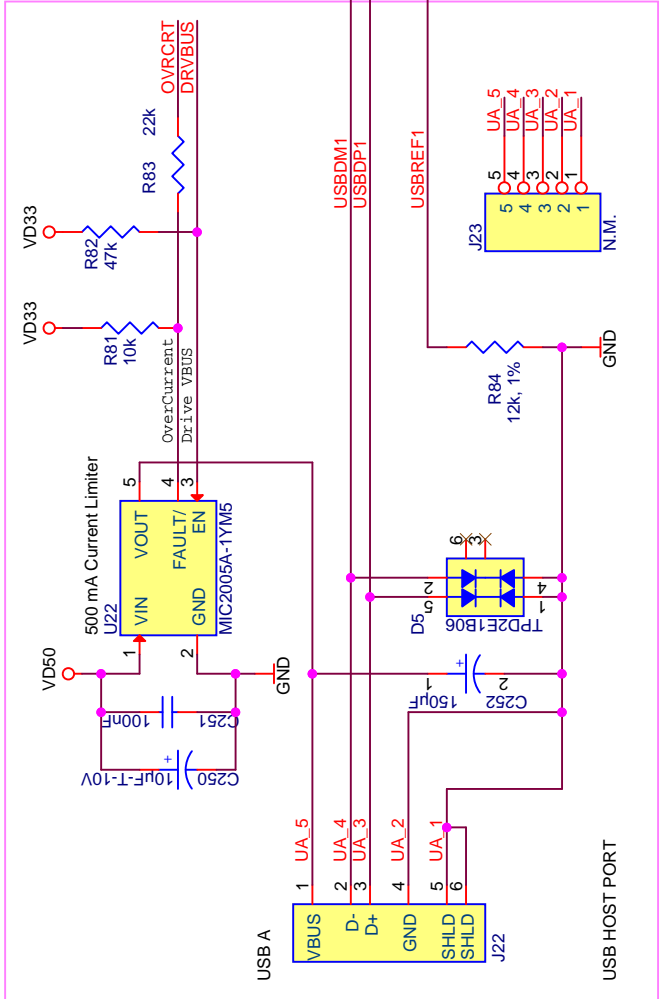 OVRCRT
DRVBUS
22k
R83
VD33
R82
47k
VD33
R81
10k
OverCurrent
Drive VBUS
USBDM1
USBDP1
USBREF1
UA_5
UA_4
UA_3
UA_2
UA_1
5
4
3
2
1
5
4
3
2
1
J23
N.M.
R84
12k, 1%
GND
500 mA Current Limiter
U22
5
4
3
VOUT
FAULT/
EN
VIN
GND
MIC2005A-1YM5
1
2
VD50
GND
100nF
C251
+
10µF-T-10V
C250
6
3
2
5
4
1
D5
TPD2E1B06
1
+
2
150µF
C252
UA_5
UA_4
UA_3
UA_2
UA_1
1
2
3
4
5
6
VBUS
D-
D+
GND
SHLD
SHLD
J22
USB A
USB HOST PORT